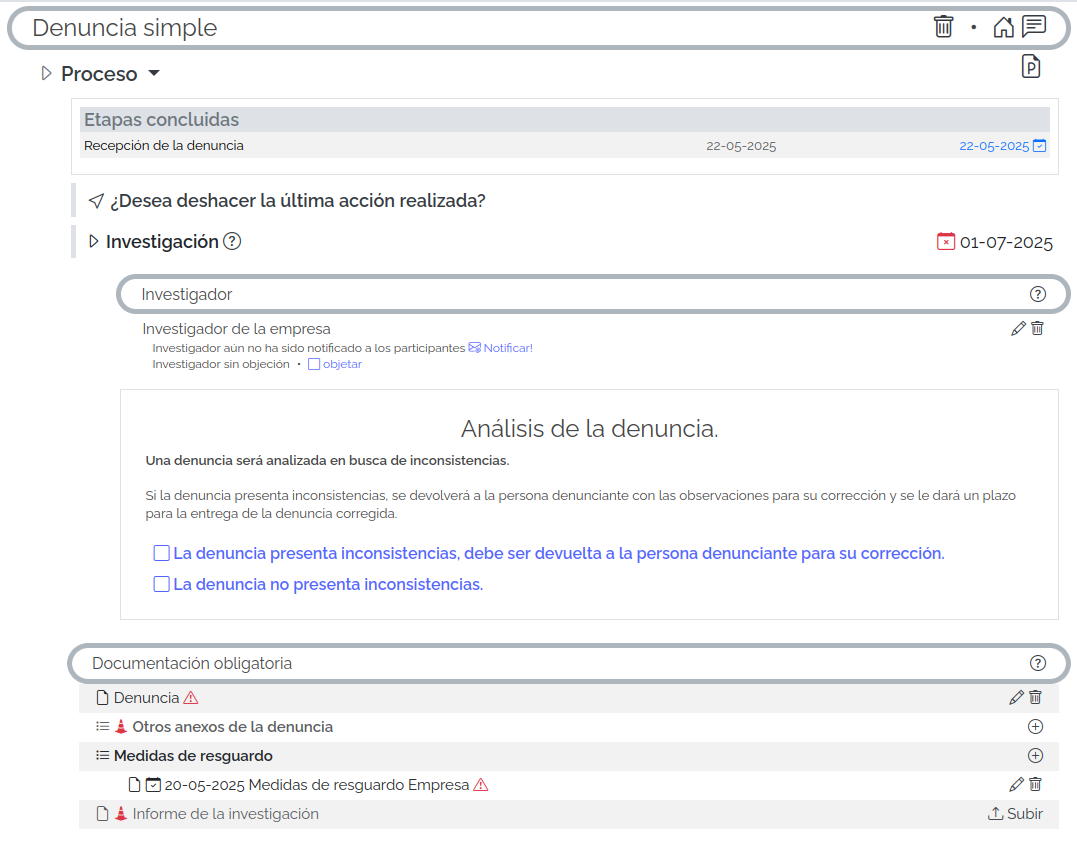 Denuncia simple
Proceso
P
Etapas concluidas
Recepción de la denuncia 22-05-2025 22-05-2025
¿Desea deshacer la última acción realizada?
Investigación ? 01-07-2025
Investigador ?
Investigador de la empresa
Investigador aún no ha sido notificado a los participantes Notificar!
Investigador sin objeción • objetar
Análisis de la denuncia.
Una denuncia será analizada en busca de inconsistencias.
Si la denuncia presenta inconsistencias, se devolverá a la persona denunciante con las observaciones para su corrección y se le dará un plazo
para la entrega de la denuncia corregida.
La denuncia presenta inconsistencias, debe ser devuelta a la persona denunciante para su corrección.
La denuncia no presenta inconsistencias.
Documentación obligatoria ?
Denuncia
Otros anexos de la denuncia
Medidas de resguardo
20-05-2025 Medidas de resguardo Empresa
Informe de la investigación Subir